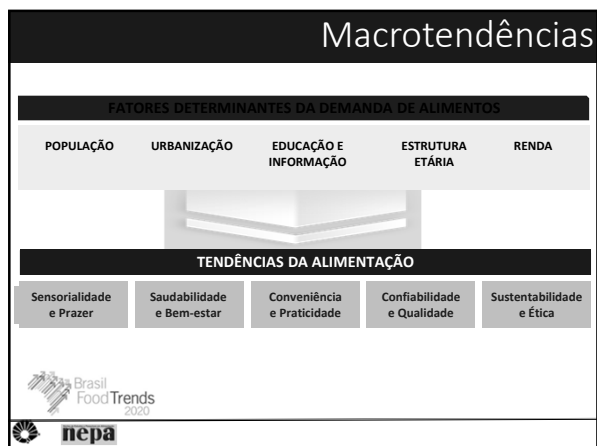 Macrotendências
FATORES DETERMINANTES DA DEMANDA DE ALIMENTOS
POPULAÇÃO
URBANIZAÇÃO
EDUCAÇÃO E
INFORMAÇÃO
ESTRUTURA
ETÁRIA
RENDA
TENDÊNCIAS DA ALIMENTAÇÃO
Sensorialidade
e Prazer
Saudabilidade
e Bem-estar
Conveniência
e Praticidade
Confiabilidade
e Qualidade
Sustentabilidade
e Ética
Brasil
Food Trends
2020
nepa